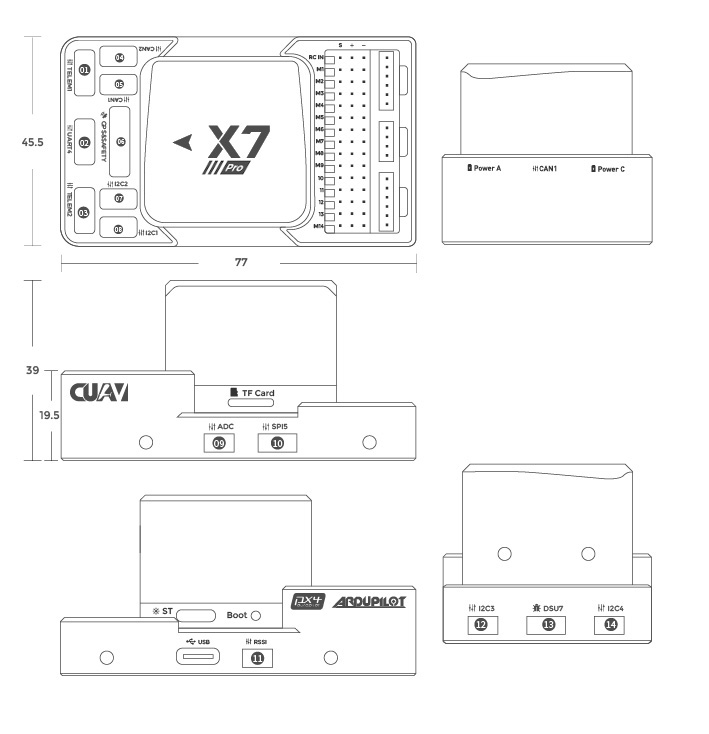 S + −
RC IN
M1
M2
M3
M4
M5
M6
M7
M8
M9
10
11
12
13
M14
01
TELEM1
02
UART4
03
TELEM2
04
CAN2
05
CAN1
GPS&SAFETY
06
I2C2
07
08
I2C1
X7
Pro
45.5
77
Power A
CAN1
Power C
39
19.5
CUAV
TF Card
ADC
SPI5
09
10
PX4
ARDUPILOT
ST
Boot
USB
RSSI
11
I2C3
DSU7
I2C4
12
13
14